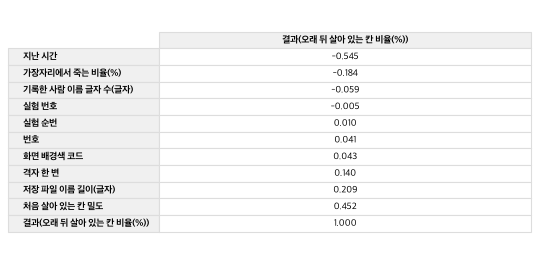 결과(오래 뒤 살아 있는 칸 비율(%))
지난 시간 -0.545
가장자리에서 죽는 비율(%) -0.184
기록한 사람 이름 글자 수(글자) -0.059
실험 번호 -0.005
실험 순번 0.010
번호 0.041
화면 배경색 코드 0.043
격자 한 변 0.140
저장 파일 이름 길이(글자) 0.209
처음 살아 있는 칸 밀도 0.452
결과(오래 뒤 살아 있는 칸 비율(%)) 1.000